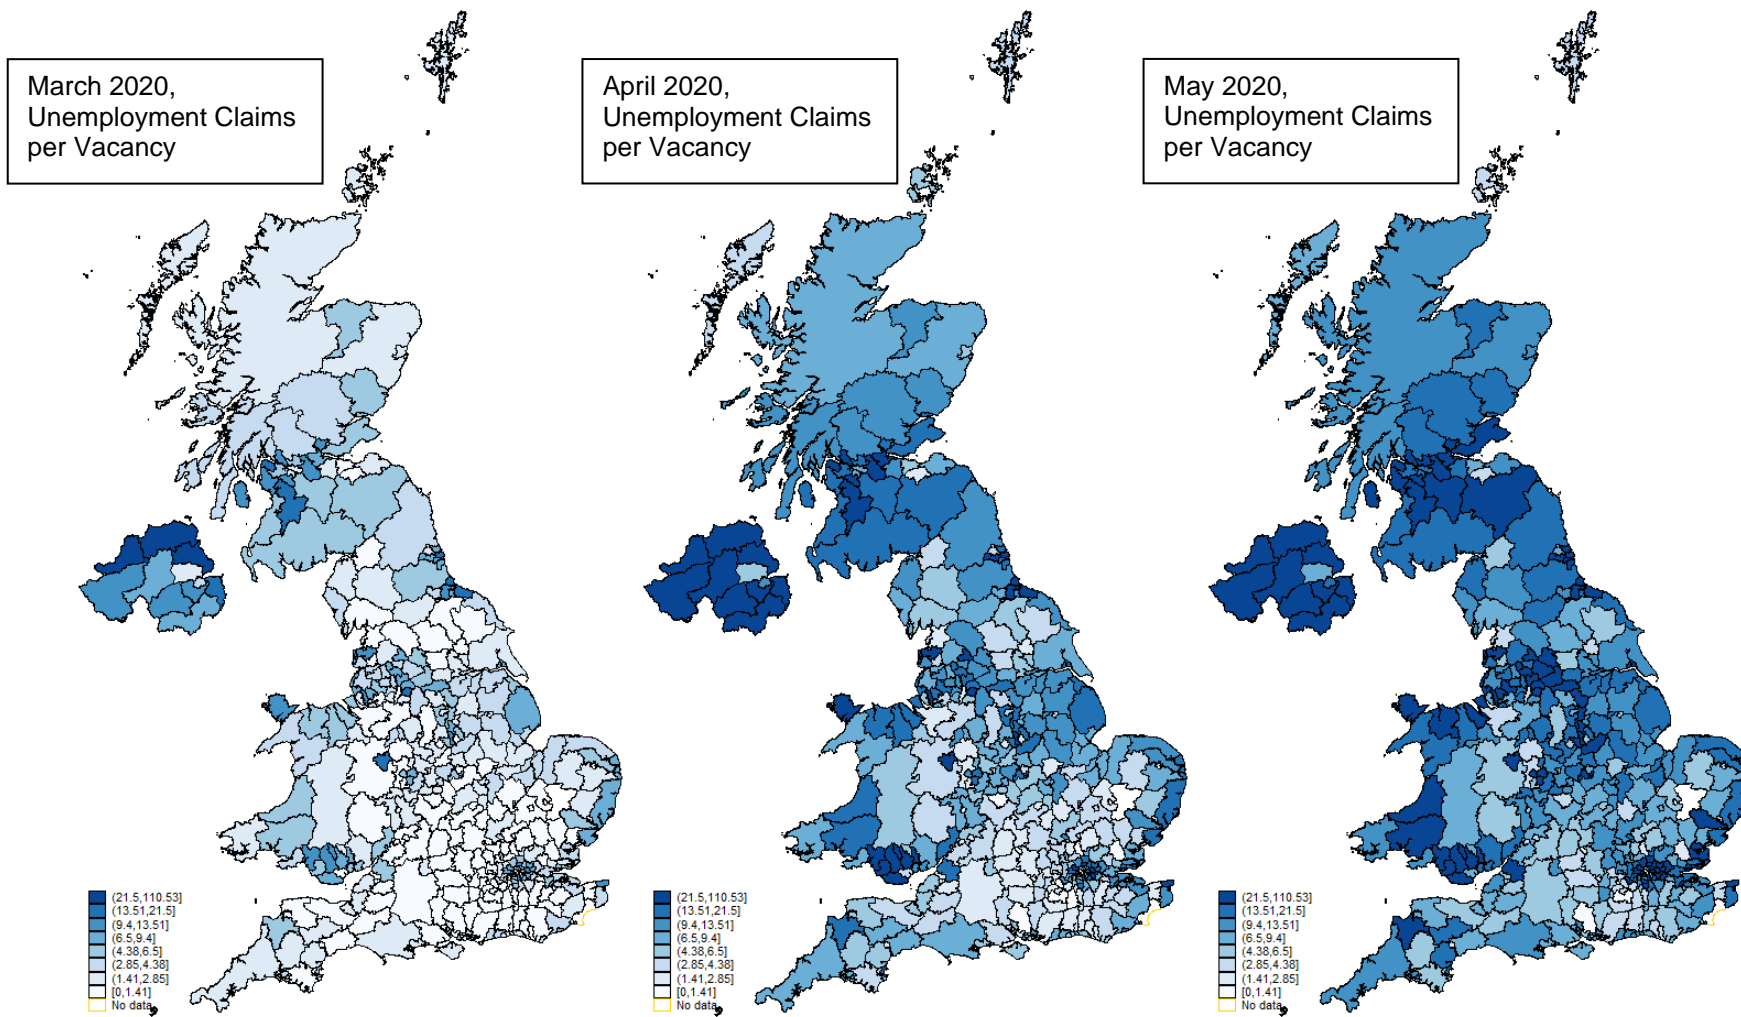 March 2020,
Unemployment Claims
per Vacancy
April 2020,
Unemployment Claims
per Vacancy
May 2020,
Unemployment Claims
per Vacancy
(21.5,110.53]
(13.51,21.5]
(9.4,13.51]
(6.5,9.4]
(4.38,6.5]
(2.85,4.38]
(1.41,2.85]
[0,1.41]
No data
(21.5,110.53]
(13.51,21.5]
(9.4,13.51]
(6.5,9.4]
(4.38,6.5]
(2.85,4.38]
(1.41,2.85]
[0,1.41]
No data
(21.5,110.53]
(13.51,21.5]
(9.4,13.51]
(6.5,9.4]
(4.38,6.5]
(2.85,4.38]
(1.41,2.85]
[0,1.41]
No data